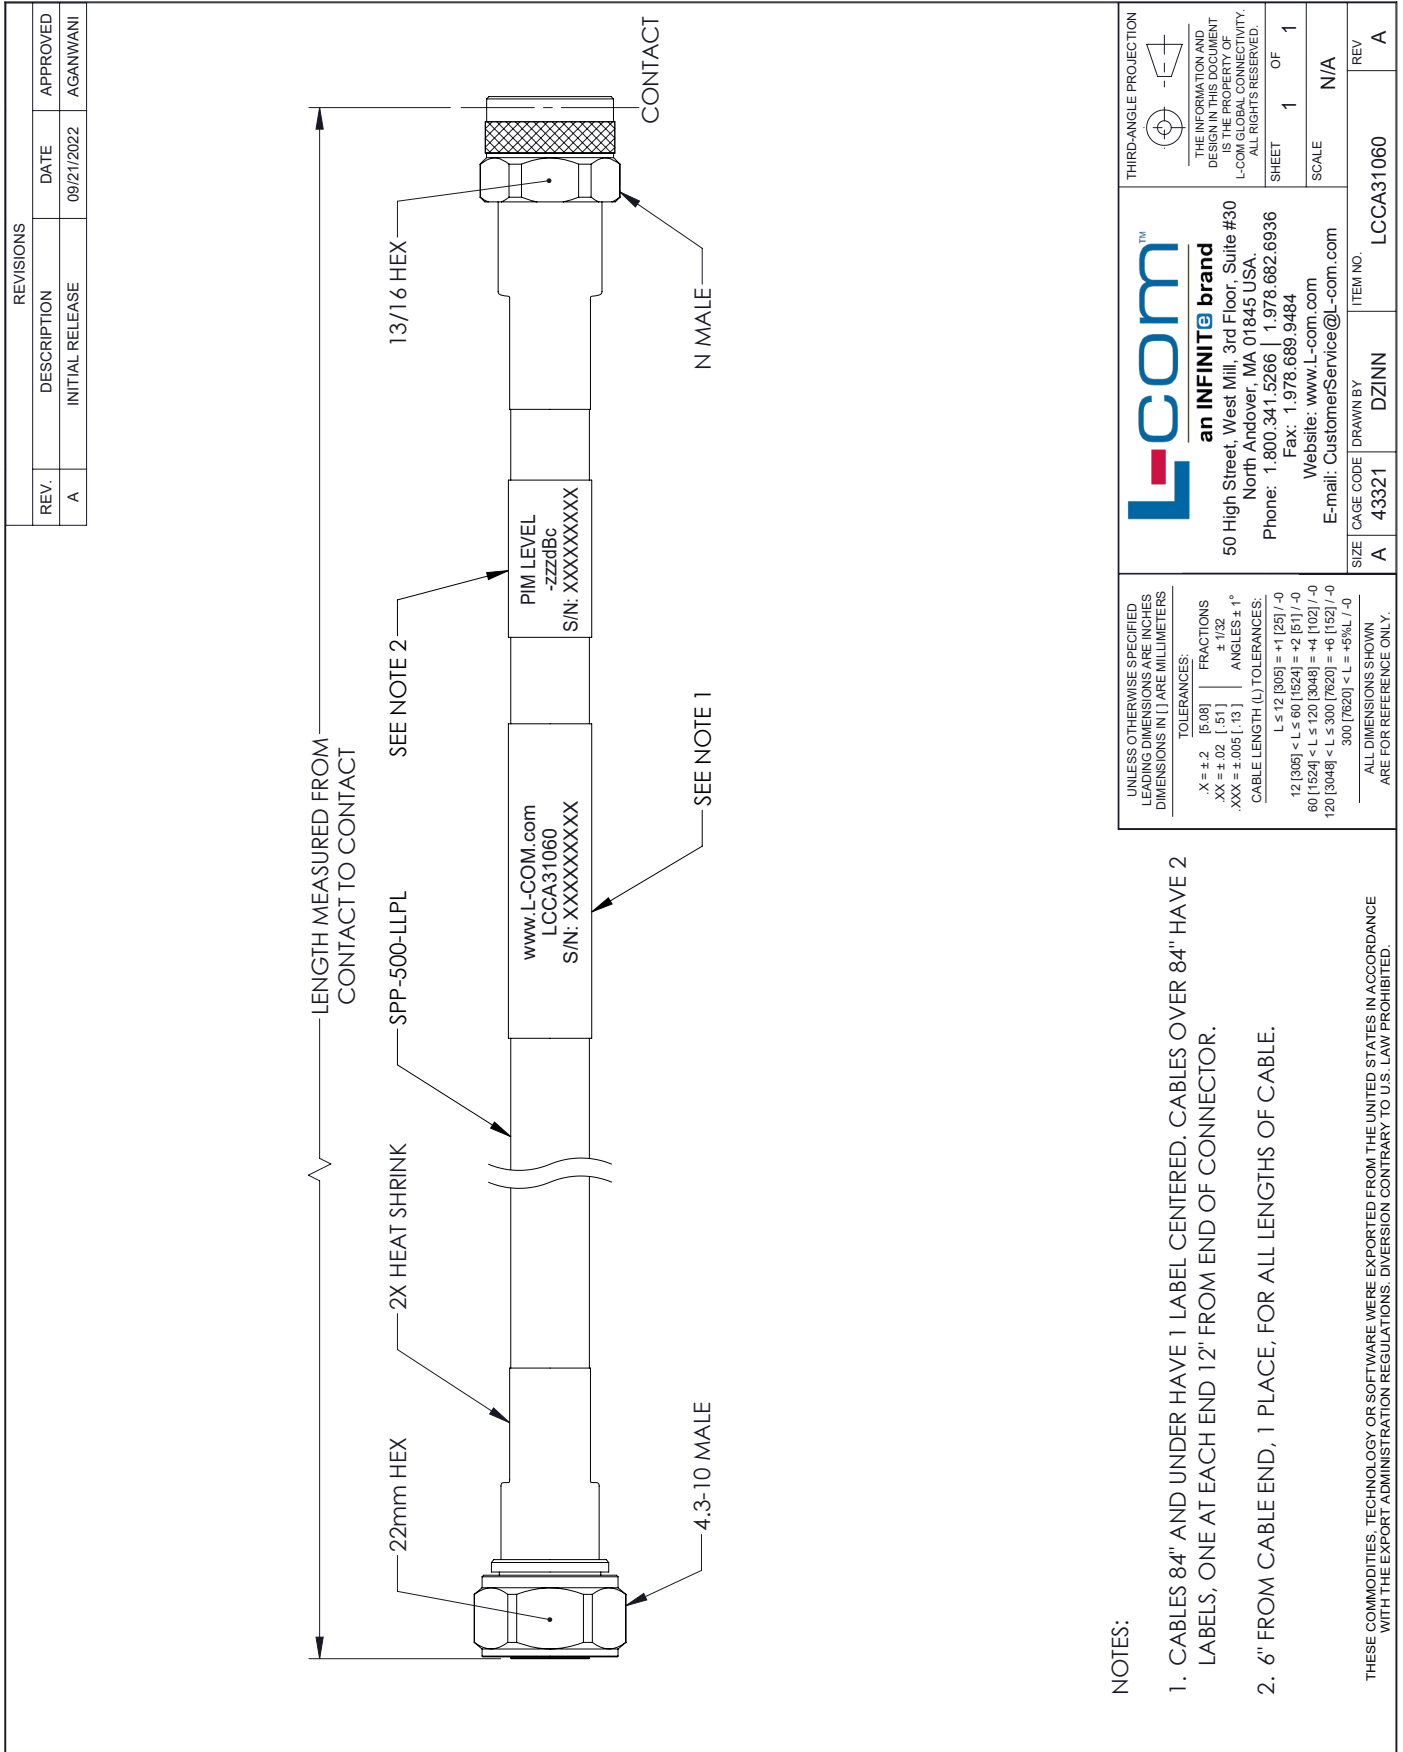 REVISIONS
REV.
DESCRIPTION
DATE
APPROVED
A
INITIAL RELEASE
09/21/2022
AGANWANI
LENGTH MEASURED FROM
CONTACT TO CONTACT
22mm HEX
2X HEAT SHRINK
SPP-500-LLPL
SEE NOTE 2
13/16 HEX
CONTACT
www.L-COM.com
LCCA31060
S/N: XXXXXXXXX
PIM LEVEL
-zzzdBc
S/N: XXXXXXXXX
4.3-10 MALE
SEE NOTE 1
N MALE
NOTES:
1. CABLES 84" AND UNDER HAVE 1 LABEL CENTERED. CABLES OVER 84" HAVE 2
LABELS, ONE AT EACH END 12" FROM END OF CONNECTOR.
2. 6" FROM CABLE END, 1 PLACE, FOR ALL LENGTHS OF CABLE.
THESE COMMODITIES, TECHNOLOGY OR SOFTWARE WERE EXPORTED FROM THE UNITED STATES IN ACCORDANCE
WITH THE EXPORT ADMINISTRATION REGULATIONS. DIVERSION CONTRARY TO U.S. LAW PROHIBITED.
UNLESS OTHERWISE SPECIFIED
LEADING DIMENSIONS ARE INCHES
DIMENSIONS IN [ ] ARE MILLIMETERS
TOLERANCES:
.X = ±.2 [5.08]
.XX = ±.02 [.51]
.XXX = ±.005 [.13]
FRACTIONS
± 1/32
ANGLES ± 1°
CABLE LENGTH (L) TOLERANCES:
L ≤ 12 [305] = +1 [25] / -0
12 [305] < L ≤ 60 [1524] = +2 [51] / -0
60 [1524] < L ≤ 120 [3048] = +4 [102] / -0
120 [3048] < L ≤ 300 [7620] = +6 [152] / -0
300 [7620] < L = +5%L / -0
ALL DIMENSIONS SHOWN
ARE FOR REFERENCE ONLY.
L-com™
an INFINITe brand
50 High Street, West Mill, 3rd Floor, Suite #30
North Andover, MA 01845 USA.
Phone: 1.800.341.5266 | 1.978.682.6936
Fax: 1.978.689.9484
Website: www.L-com.com
E-mail: CustomerService@L-com.com
THIRD-ANGLE PROJECTION
THE INFORMATION AND
DESIGN IN THIS DOCUMENT
IS THE PROPERTY OF
L-COM GLOBAL CONNECTIVITY.
ALL RIGHTS RESERVED.
SHEET
1 OF 1
SCALE
N/A
SIZE
A
CAGE CODE
43321
DRAWN BY
DZINN
ITEM NO.
LCCA31060
REV
A